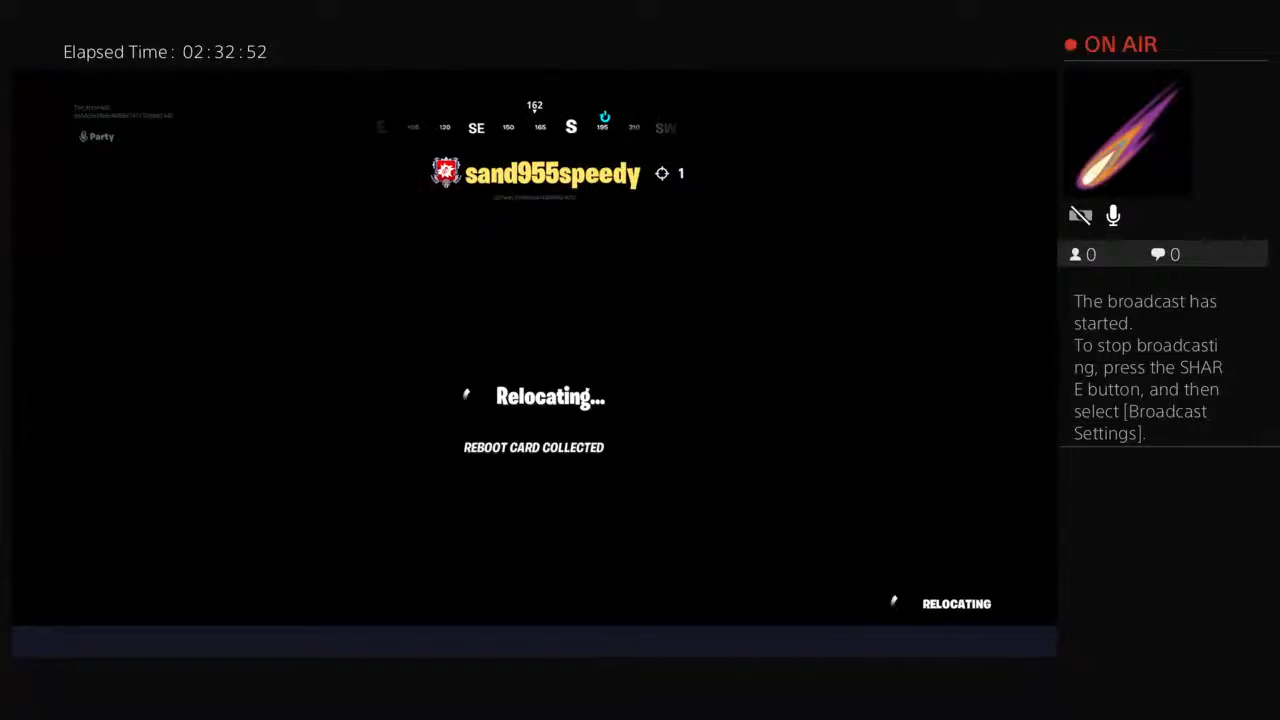 Elapsed Time: 02:32:52
ON AIR
Party
162
E 105 120 SE 150 165 S 195 210 SW
sand955speedy 1
0 0
The broadcast has
started.
To stop broadcasti
ng, press the SHAR
E button, and then
select [Broadcast
Settings].
Relocating...
REBOOT CARD COLLECTED
RELOCATING